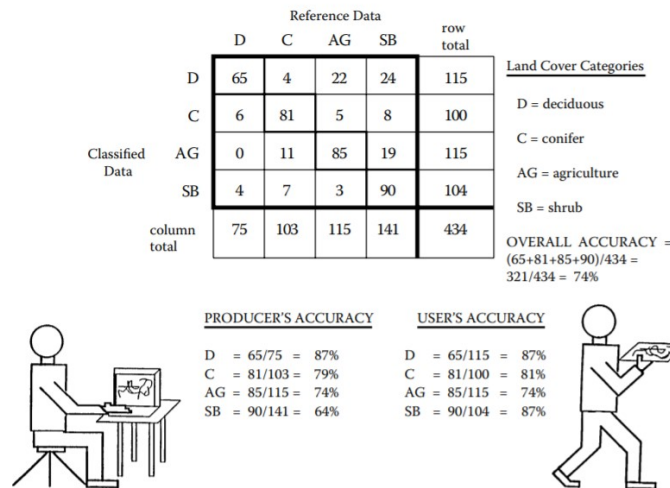 Reference Data
D C AG SB row total
D 65 4 22 24 115
C 6 81 5 8 100
Classified Data
AG 0 11 85 19 115
SB 4 7 3 90 104
column total 75 103 115 141 434
Land Cover Categories
D = deciduous
C = conifer
AG = agriculture
SB = shrub
OVERALL ACCURACY =
(65+81+85+90)/434 =
321/434 = 74%
PRODUCER'S ACCURACY
D = 65/75 = 87%
C = 81/103 = 79%
AG = 85/115 = 74%
SB = 90/141 = 64%
USER'S ACCURACY
D = 65/115 = 87%
C = 81/100 = 81%
AG = 85/115 = 74%
SB = 90/104 = 87%